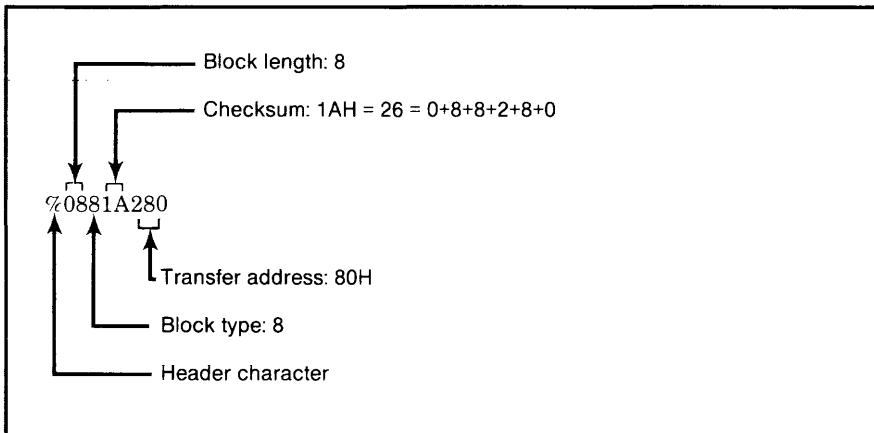 Block length: 8
Checksum: 1AH = 26 = 0+8+8+2+8+0
%0881A280
Transfer address: 80H
Block type: 8
Header character